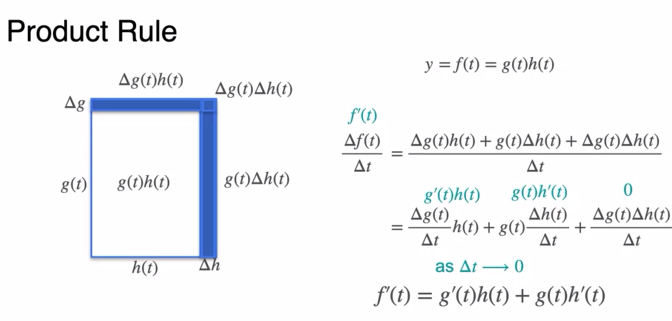 Product Rule
Δg(t)h(t)
Δg(t)Δh(t)
Δg
g(t)
g(t)h(t)
g(t)Δh(t)
h(t)
Δh
y = f(t) = g(t)h(t)
f′(t)
Δf(t)/Δt = (Δg(t)h(t) + g(t)Δh(t) + Δg(t)Δh(t))/Δt
g′(t)h(t) g(t)h′(t) 0
= Δg(t)/Δt h(t) + g(t) Δh(t)/Δt + Δg(t)Δh(t)/Δt
as Δt ⟶ 0
f′(t) = g′(t)h(t) + g(t)h′(t)